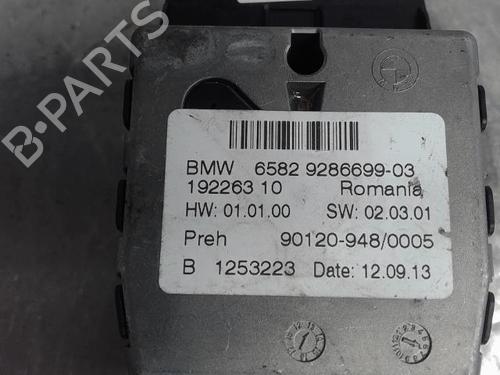 B-PARTS
BMW 6582 9286699-03
192263 10 Romania
HW: 01.01.00 SW: 02.03.01
Preh 90120-948/0005
B 1253223 Date: 12.09.13